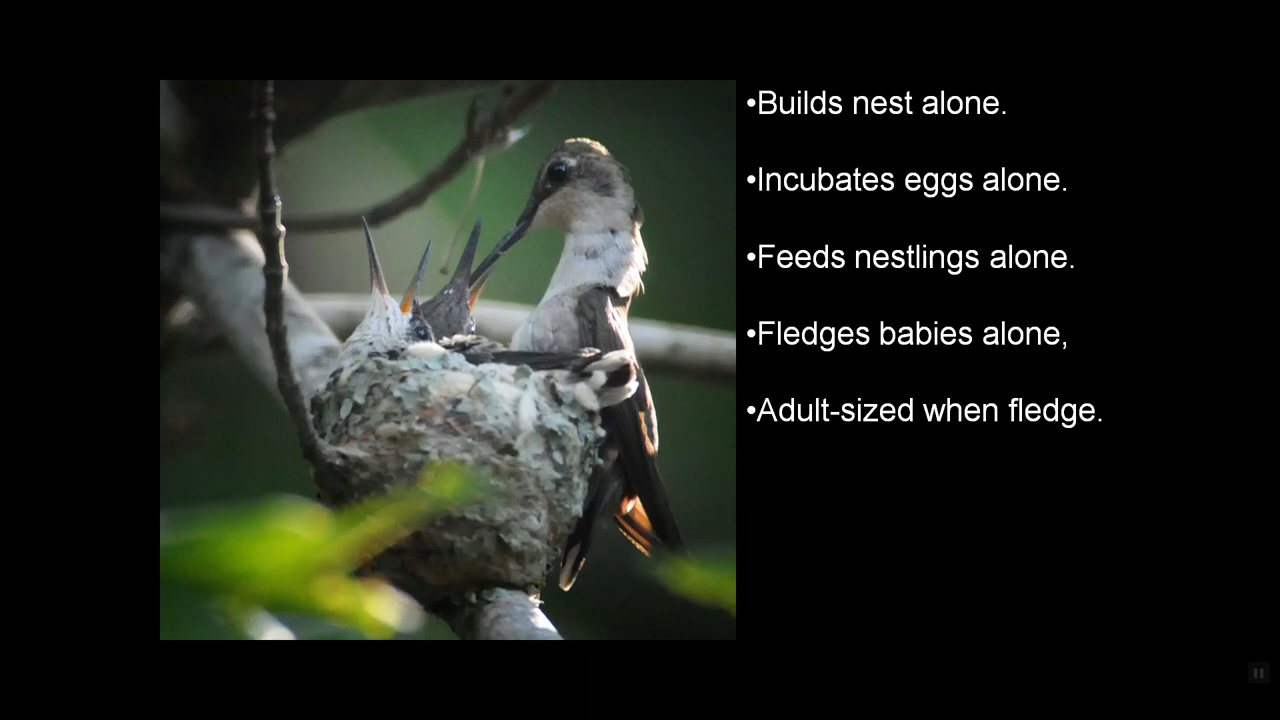 •Builds nest alone.
•Incubates eggs alone.
•Feeds nestlings alone.
•Fledges babies alone,
•Adult-sized when fledge.